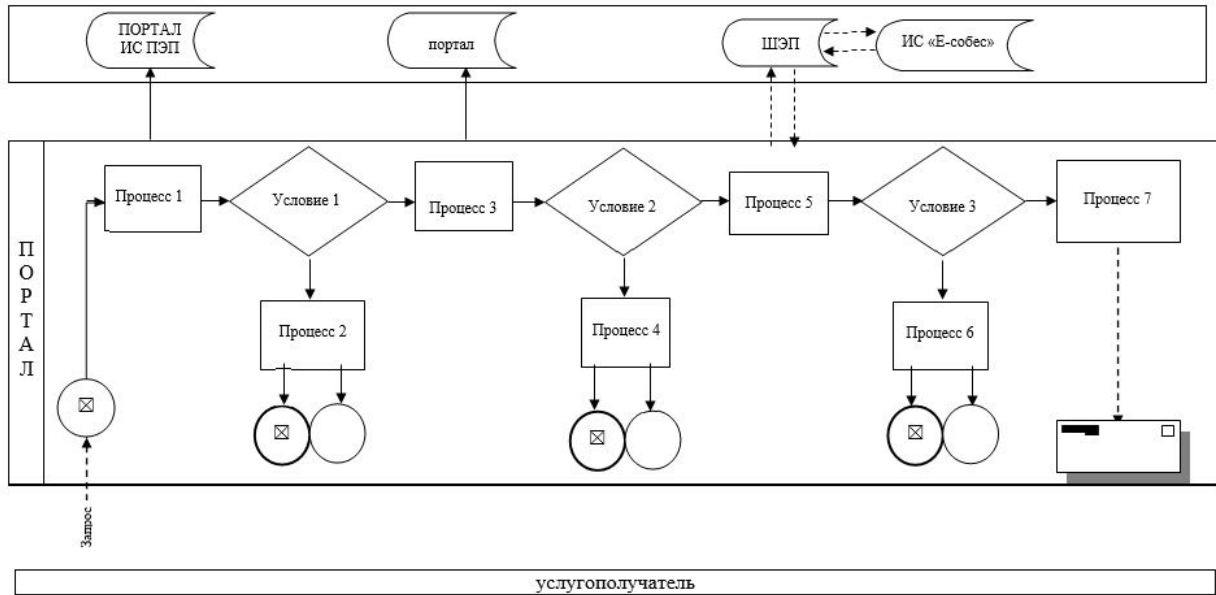 ПОРТАЛ
ИС ПЭП
портал
ШЭП
ИС «Е-собес»
ПОРТАЛ
Процесс 1
Условие 1
Процесс 3
Условие 2
Процесс 5
Условие 3
Процесс 7
Процесс 2
Процесс 4
Процесс 6
Запрос
услугополучатель